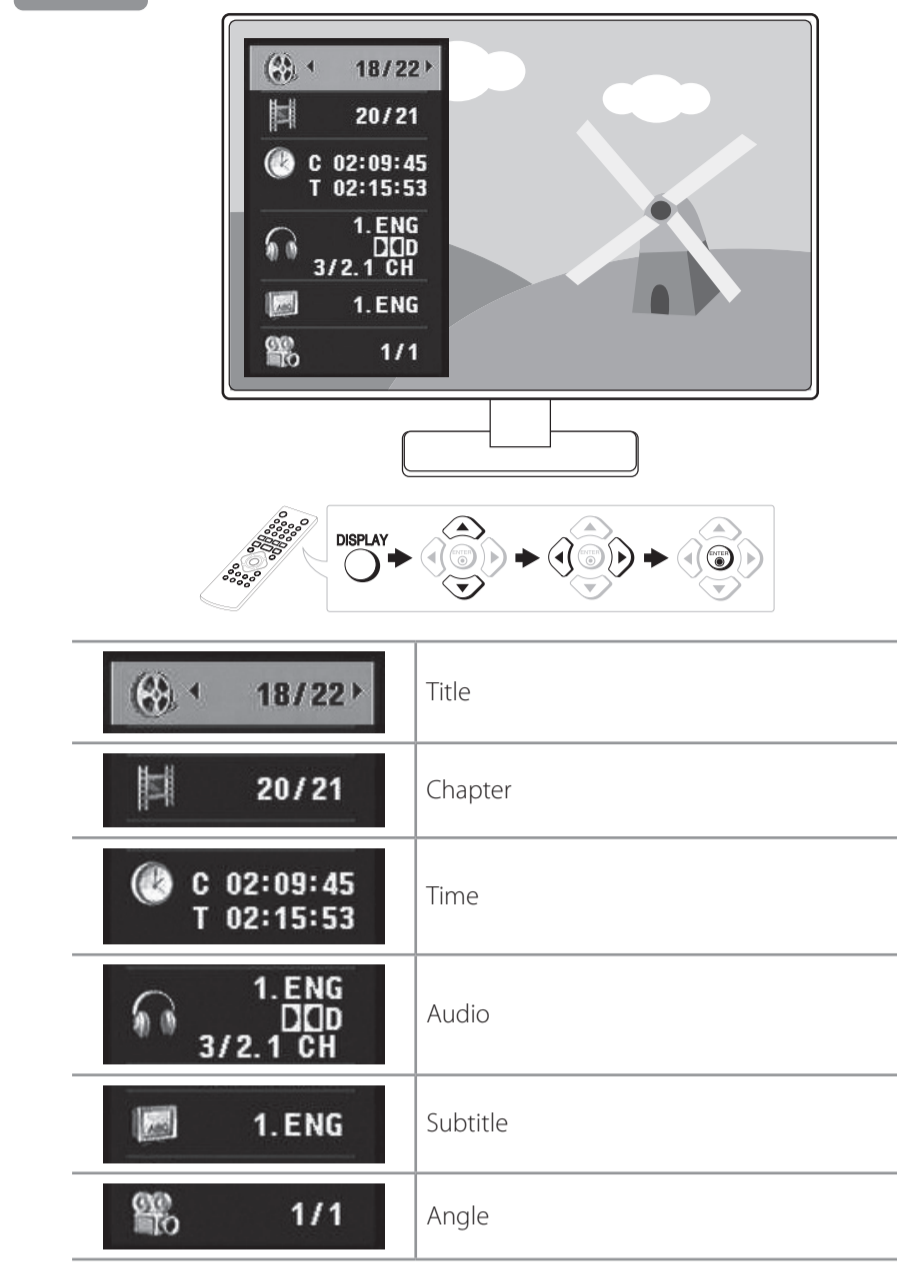 18/22
20/21
C 02:09:45
T 02:15:53
1.ENG
D
3/2.1 CH
1.ENG
1/1
DISPLAY
ENTER
ENTER
ENTER
18/22
Title
20/21
Chapter
C 02:09:45
T 02:15:53
Time
1.ENG
D
3/2.1 CH
Audio
1.ENG
Subtitle
1/1
Angle